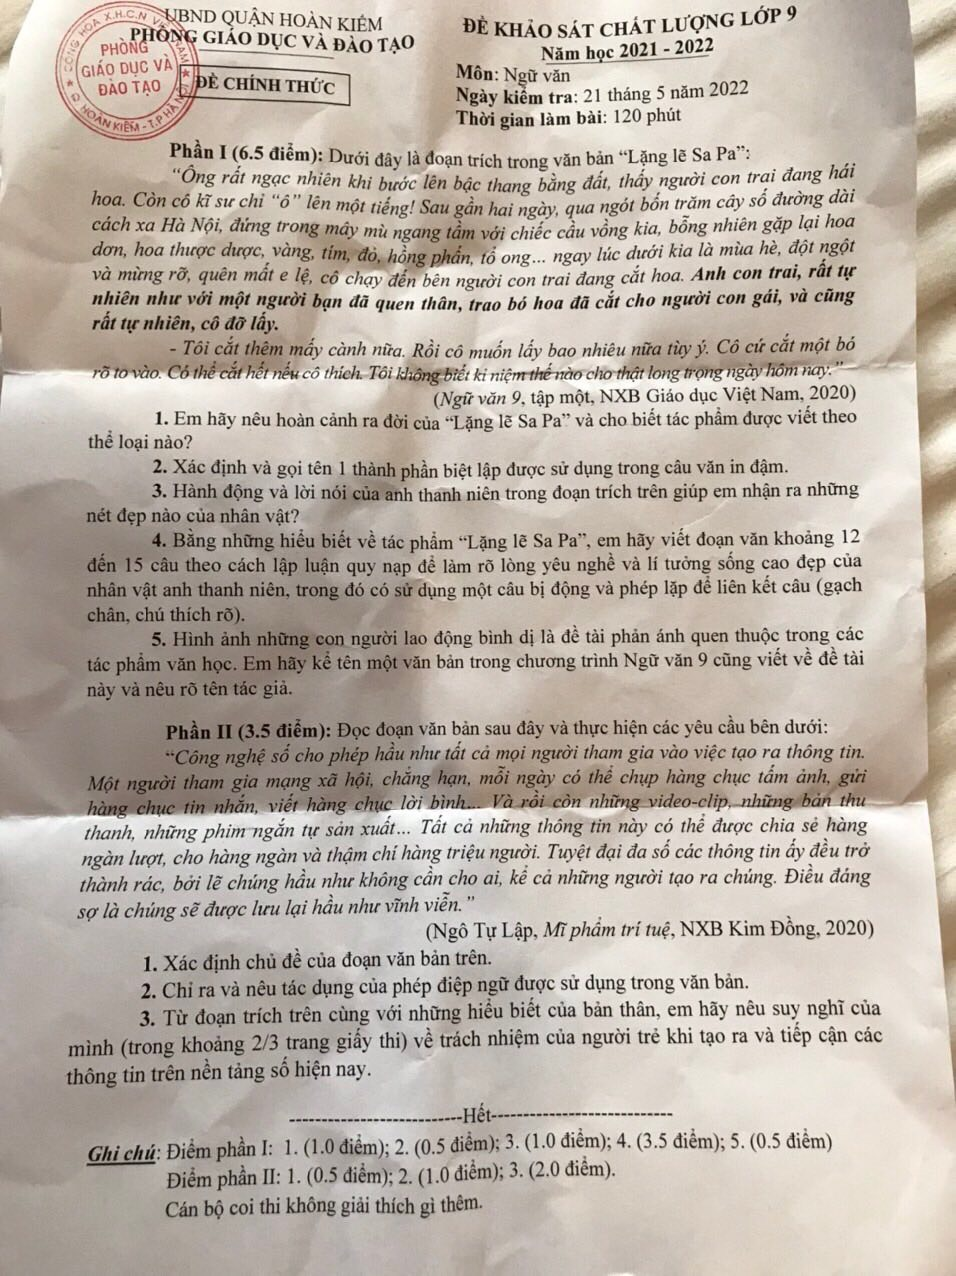 UBND QUẬN HOÀN KIẾM
PHÒNG GIÁO DỤC VÀ ĐÀO TẠO
ĐỀ CHÍNH THỨC
PHÒNG
GIÁO DỤC VÀ
ĐÀO TẠO
ĐỀ KHẢO SÁT CHẤT LƯỢNG LỚP 9
Năm học 2021 - 2022
Môn: Ngữ văn
Ngày kiểm tra: 21 tháng 5 năm 2022
Thời gian làm bài: 120 phút
Phần I (6.5 điểm): Dưới đây là đoạn trích trong văn bản “Lặng lẽ Sa Pa”:
“Ông rất ngạc nhiên khi bước lên bậc thang bằng đất, thấy người con trai đang hái
hoa. Còn cô kĩ sư chỉ “ô” lên một tiếng! Sau gần hai ngày, qua ngót bốn trăm cây số đường dài
cách xa Hà Nội, đứng trong mây mù ngang tầm với chiếc cầu vồng kia, bỗng nhiên gặp lại hoa
dơn, hoa thược dược, vàng, tím, đỏ, hồng phấn, tổ ong... ngay lúc dưới kia là mùa hè, đột ngột
và mừng rỡ, quên mất e lệ, cô chạy đến bên người con trai đang cắt hoa. Anh con trai, rất tự
nhiên như với một người bạn đã quen thân, trao bó hoa đã cắt cho người con gái, và cũng
rất tự nhiên, cô đỡ lấy.
- Tôi cắt thêm mấy cành nữa. Rồi cô muốn lấy bao nhiêu nữa tùy ý. Cô cứ cắt một bó
rõ to vào. Có thể cắt hết nếu cô thích. Tôi không biết kỉ niệm thế nào cho thật long trọng ngày hôm nay.”
(Ngữ văn 9, tập một, NXB Giáo dục Việt Nam, 2020)
1. Em hãy nêu hoàn cảnh ra đời của “Lặng lẽ Sa Pa” và cho biết tác phẩm được viết theo
thể loại nào?
2. Xác định và gọi tên 1 thành phần biệt lập được sử dụng trong câu văn in đậm.
3. Hành động và lời nói của anh thanh niên trong đoạn trích trên giúp em nhận ra những
nét đẹp nào của nhân vật?
4. Bằng những hiểu biết về tác phẩm “Lặng lẽ Sa Pa”, em hãy viết đoạn văn khoảng 12
đến 15 câu theo cách lập luận quy nạp để làm rõ lòng yêu nghề và lí tưởng sống cao đẹp của
nhân vật anh thanh niên, trong đó có sử dụng một câu bị động và phép lặp để liên kết câu (gạch
chân, chú thích rõ).
5. Hình ảnh những con người lao động bình dị là đề tài phản ánh quen thuộc trong các
tác phẩm văn học. Em hãy kể tên một văn bản trong chương trình Ngữ văn 9 cũng viết về đề tài
này và nêu rõ tên tác giả.
Phần II (3.5 điểm): Đọc đoạn văn bản sau đây và thực hiện các yêu cầu bên dưới:
“Công nghệ số cho phép hầu như tất cả mọi người tham gia vào việc tạo ra thông tin.
Một người tham gia mạng xã hội, chẳng hạn, mỗi ngày có thể chụp hàng chục tấm ảnh, gửi
hàng chục tin nhắn, viết hàng chục lời bình... Và rồi còn những video-clip, những bản thu
thanh, những phim ngắn tự sản xuất... Tất cả những thông tin này có thể được chia sẻ hàng
ngàn lượt, cho hàng ngàn và thậm chí hàng triệu người. Tuyệt đại đa số các thông tin ấy đều trở
thành rác, bởi lẽ chúng hầu như không cần cho ai, kể cả những người tạo ra chúng. Điều đáng
sợ là chúng sẽ được lưu lại hầu như vĩnh viễn.”
(Ngô Tự Lập, Mĩ phẩm trí tuệ, NXB Kim Đồng, 2020)
1. Xác định chủ đề của đoạn văn bản trên.
2. Chỉ ra và nêu tác dụng của phép điệp ngữ được sử dụng trong văn bản.
3. Từ đoạn trích trên cùng với những hiểu biết của bản thân, em hãy nêu suy nghĩ của
mình (trong khoảng 2/3 trang giấy thi) về trách nhiệm của người trẻ khi tạo ra và tiếp cận các
thông tin trên nền tảng số hiện nay.
---------------------------Hết----------------------------
Ghi chú: Điểm phần I: 1. (1.0 điểm); 2. (0.5 điểm); 3. (1.0 điểm); 4. (3.5 điểm); 5. (0.5 điểm)
Điểm phần II: 1. (0.5 điểm); 2. (1.0 điểm); 3. (2.0 điểm).
Cán bộ coi thi không giải thích gì thêm.